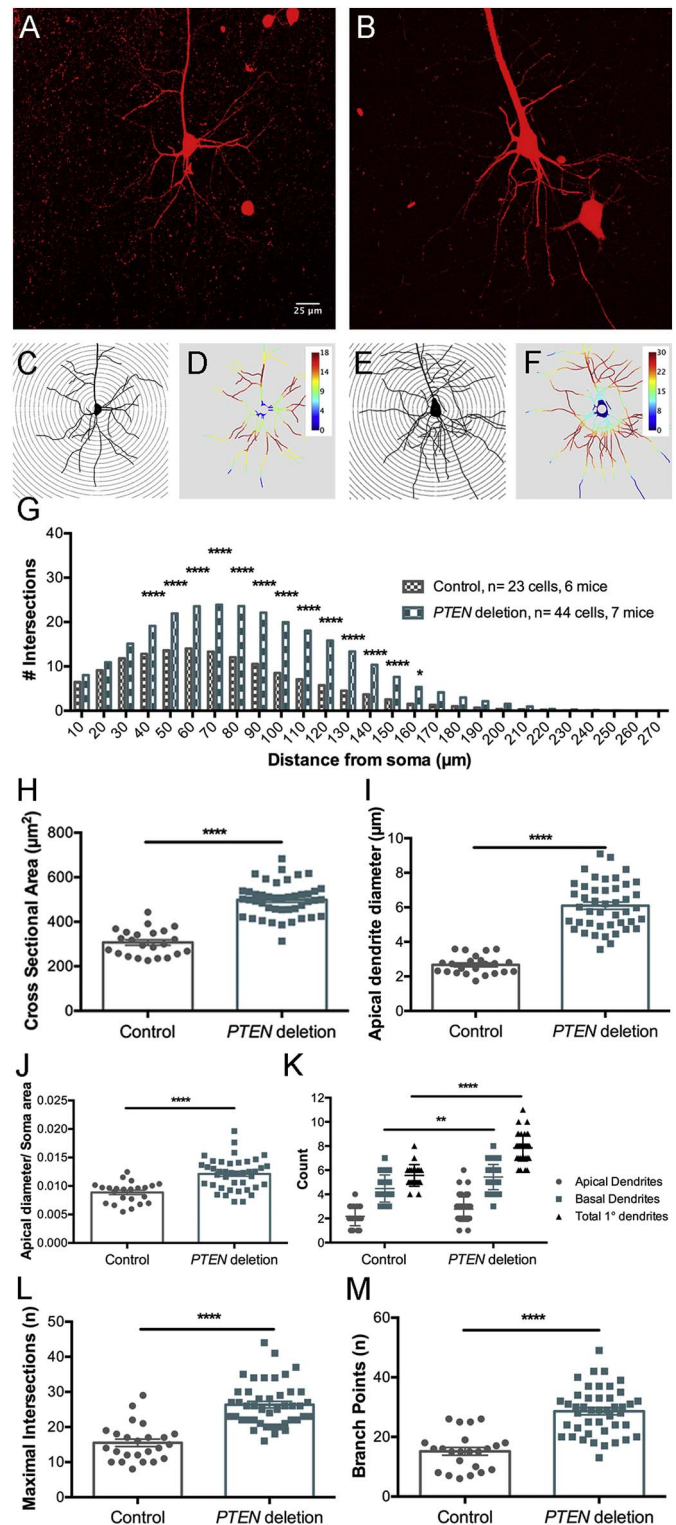 A
B
25 µm
C
D
18
14
9
4
0
E
F
30
23
15
8
0
G
# Intersections
40
30
20
10
0
****
****
****
****
****
****
****
****
****
****
****
****
*
Control, n= 23 cells, 6 mice
PTEN deletion, n= 44 cells, 7 mice
10 20 30 40 50 60 70 80 90 100 110 120 130 140 150 160 170 180 190 200 210 220 230 240 250 260 270
Distance from soma (µm)
H
Cross Sectional Area (µm²)
800
600
400
200
0
****
Control
PTEN deletion
I
Apical dendrite diameter (µm)
10
8
6
4
2
0
****
Control
PTEN deletion
J
Apical diameter/ Soma area
0.025
0.020
0.015
0.010
0.005
0.000
****
Control
PTEN deletion
K
Count
12
10
8
6
4
2
0
****
**
Control
PTEN deletion
Apical Dendrites
Basal Dendrites
Total 1° dendrites
L
Maximal Intersections (n)
50
40
30
20
10
0
****
Control
PTEN deletion
M
Branch Points (n)
60
40
20
0
****
Control
PTEN deletion